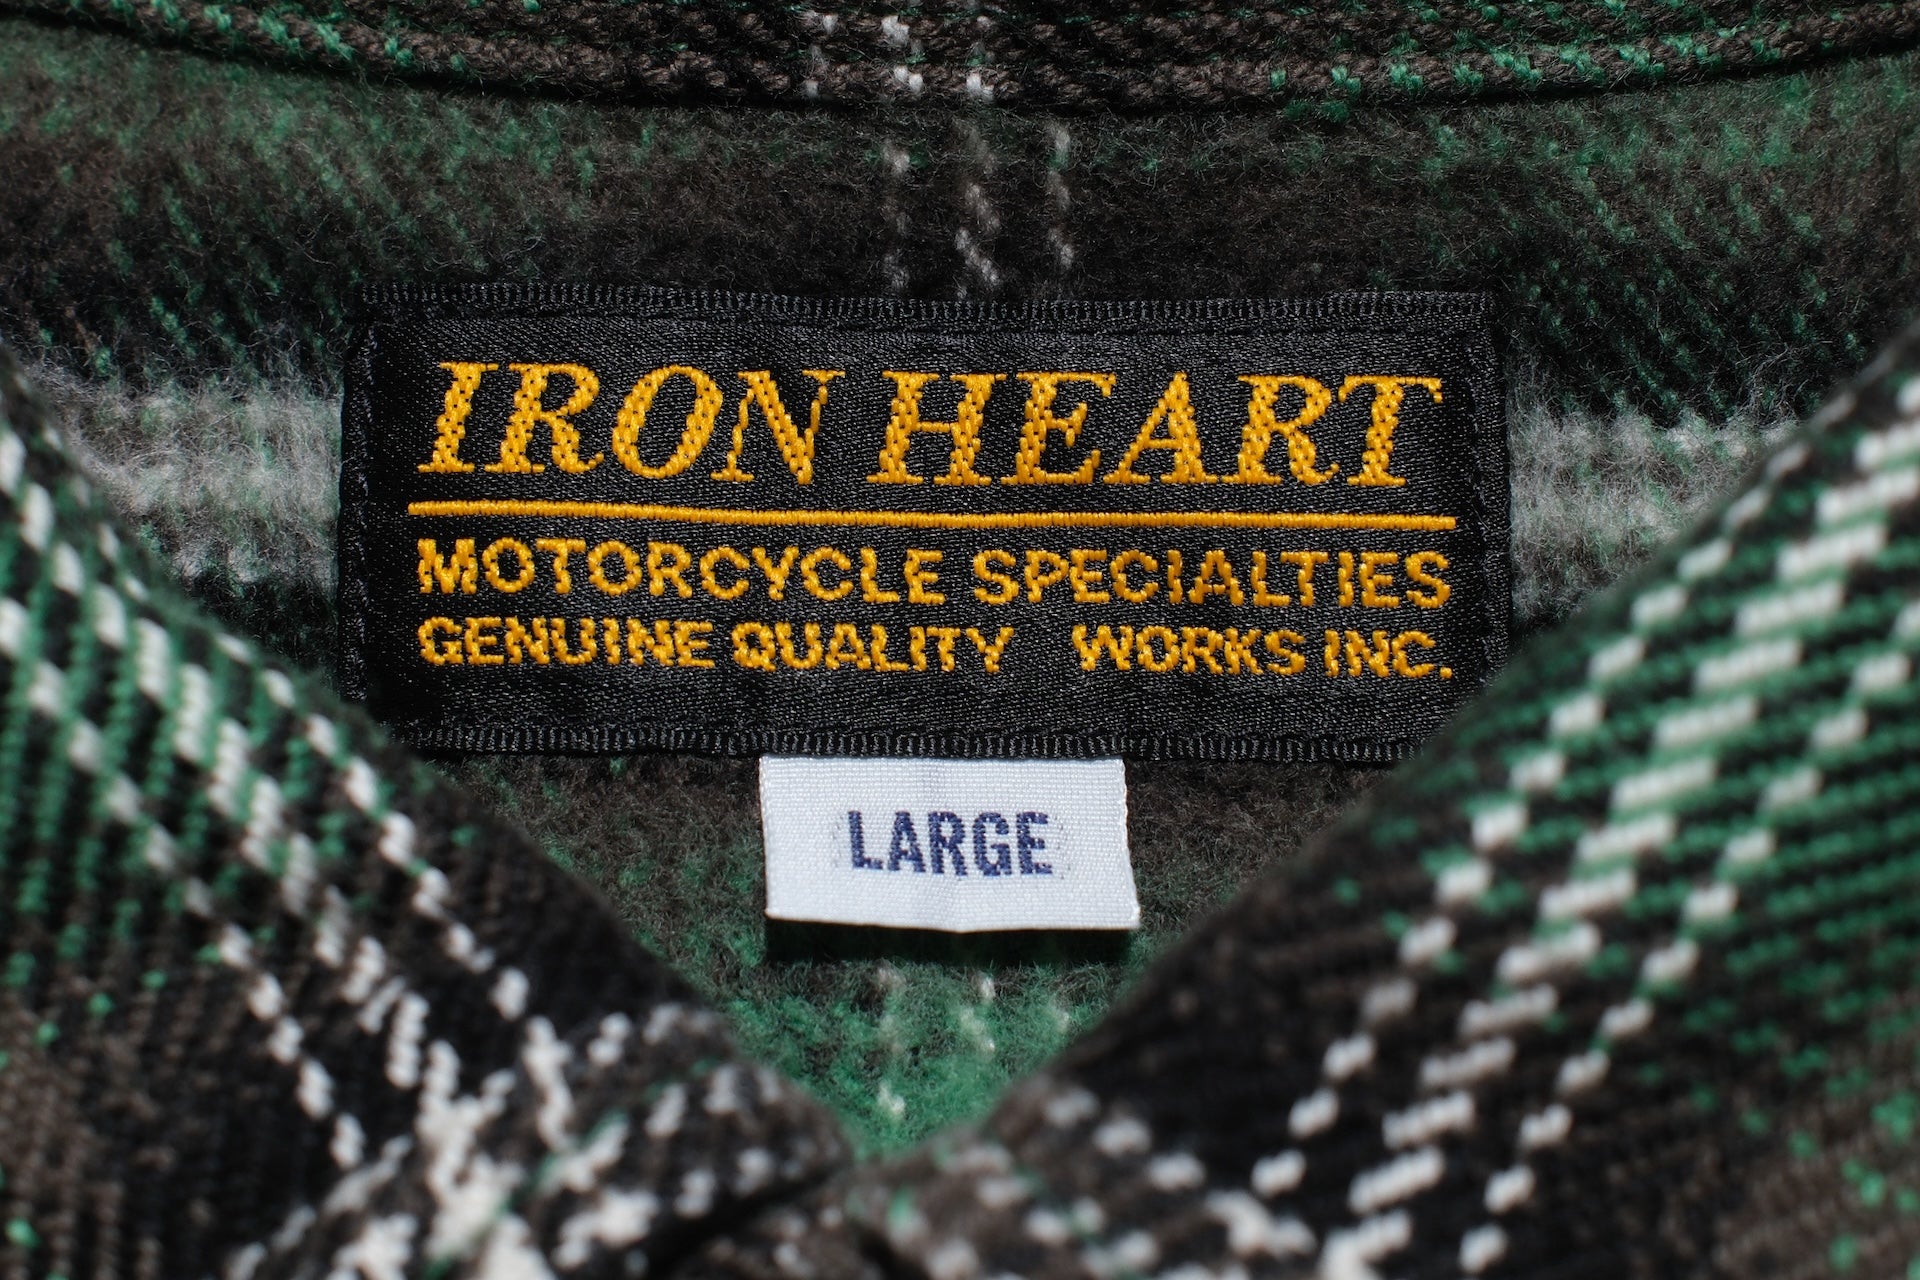 IRON HEART
MOTORCYCLE SPECIALTIES
GENUINE QUALITY WORKS INC.
LARGE